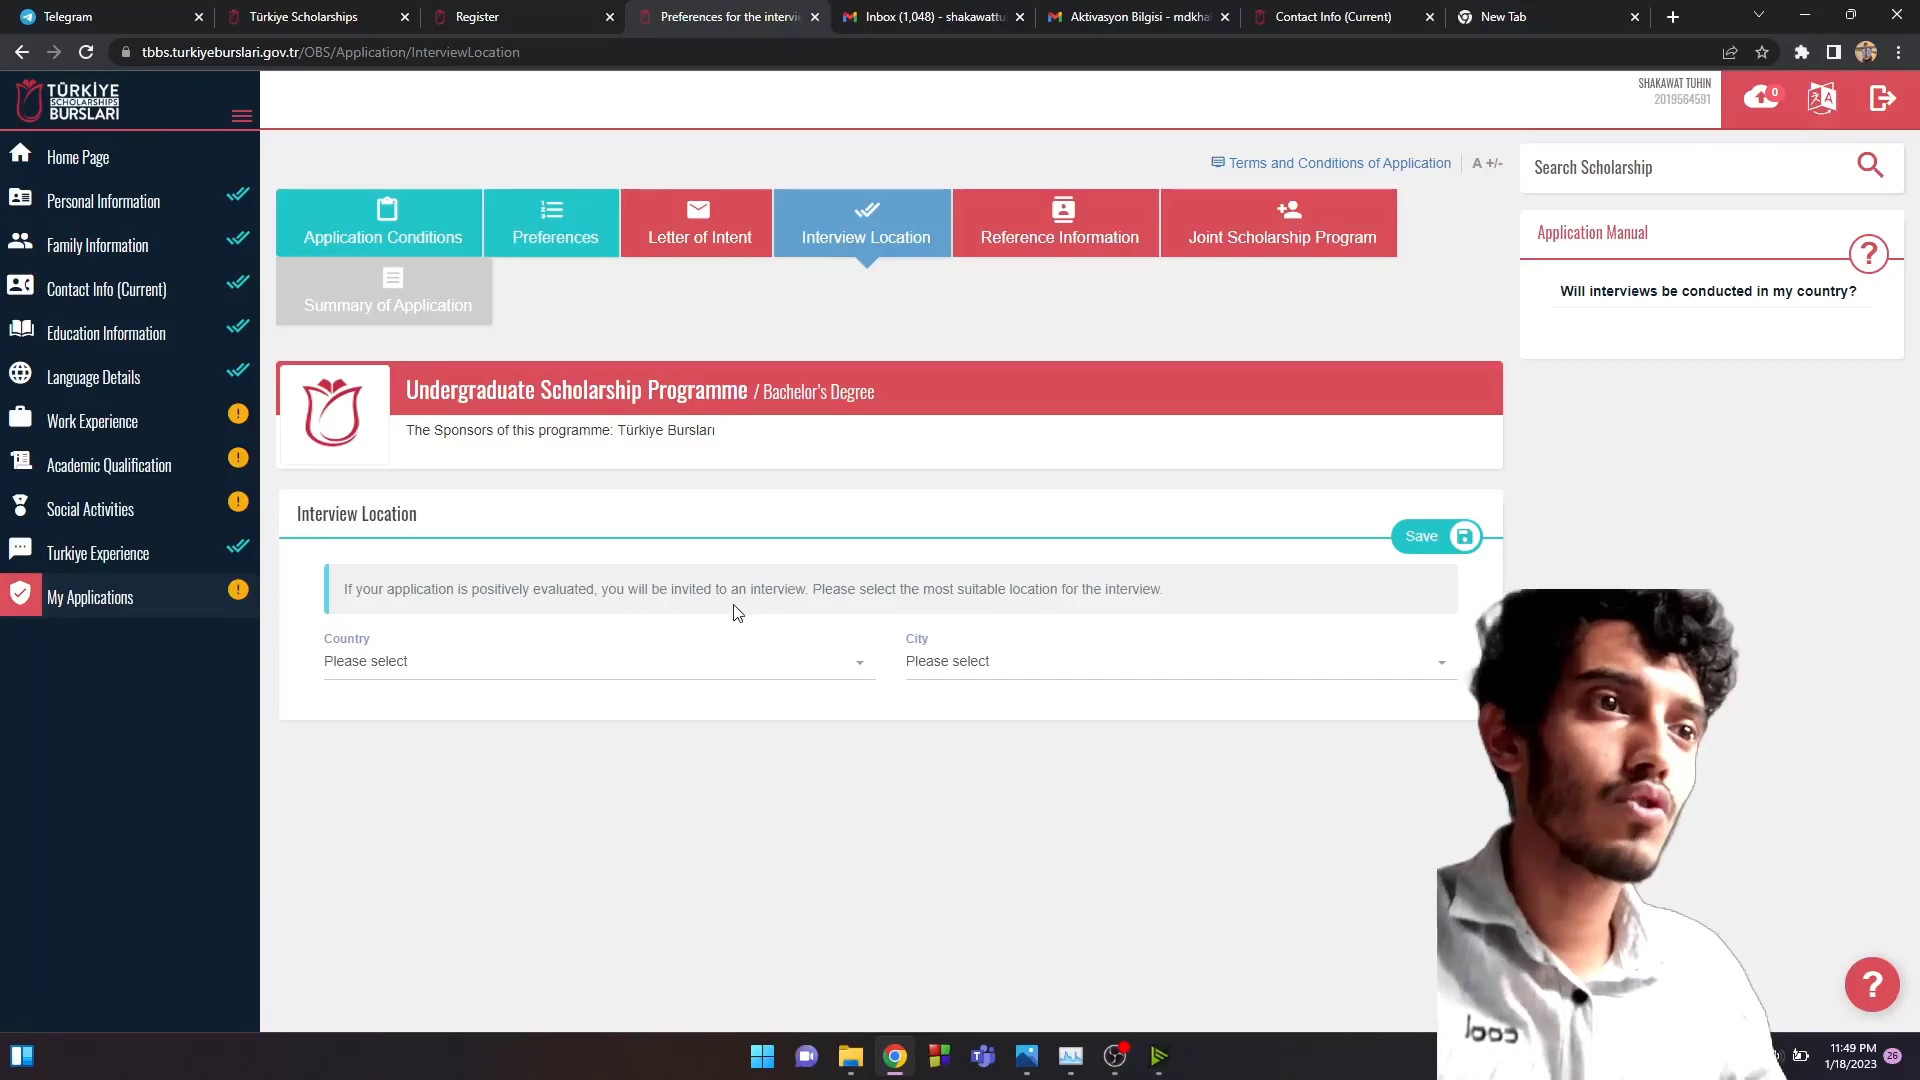 Telegram
Türkiye Scholarships
Register
Preferences for the intervie
Inbox (1,048) - shakawattu
Aktivasyon Bilgisi - mdkha
Contact Info (Current)
New Tab
tbbs.turkiyeburslari.gov.tr/OBS/Application/InterviewLocation
TÜRKİYE
SCHOLARSHIPS
BURSLARI
SHAKAWAT TUHIN
2019564591
0
Home Page
Personal Information
Family Information
Contact Info (Current)
Education Information
Language Details
Work Experience
Academic Qualification
Social Activities
Turkiye Experience
My Applications
Terms and Conditions of Application
A +/-
Application Conditions
Preferences
Letter of Intent
Interview Location
Reference Information
Joint Scholarship Program
Summary of Application
Undergraduate Scholarship Programme / Bachelor's Degree
The Sponsors of this programme: Türkiye Bursları
Interview Location
Save
If your application is positively evaluated, you will be invited to an interview. Please select the most suitable location for the interview.
Country
Please select
City
Please select
Search Scholarship
Application Manual
?
Will interviews be conducted in my country?
?
cool
11:49 PM
1/18/2023
26